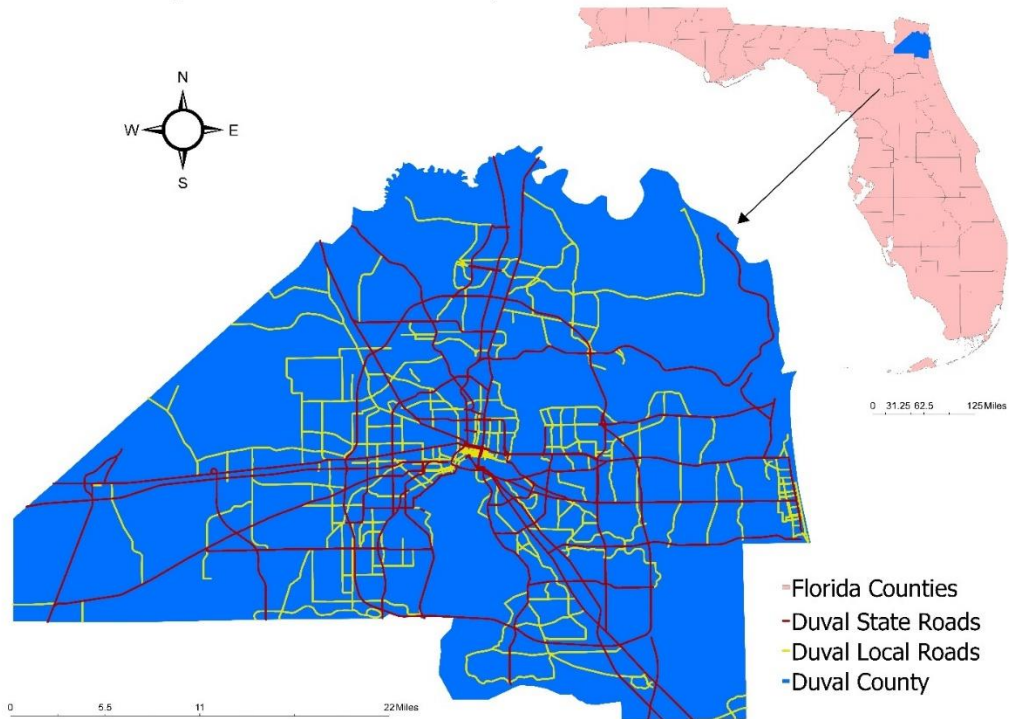 N
W E
S
0 31.25 62.5 125 Miles
Florida Counties
Duval State Roads
Duval Local Roads
Duval County
0 5.5 11 22 Miles